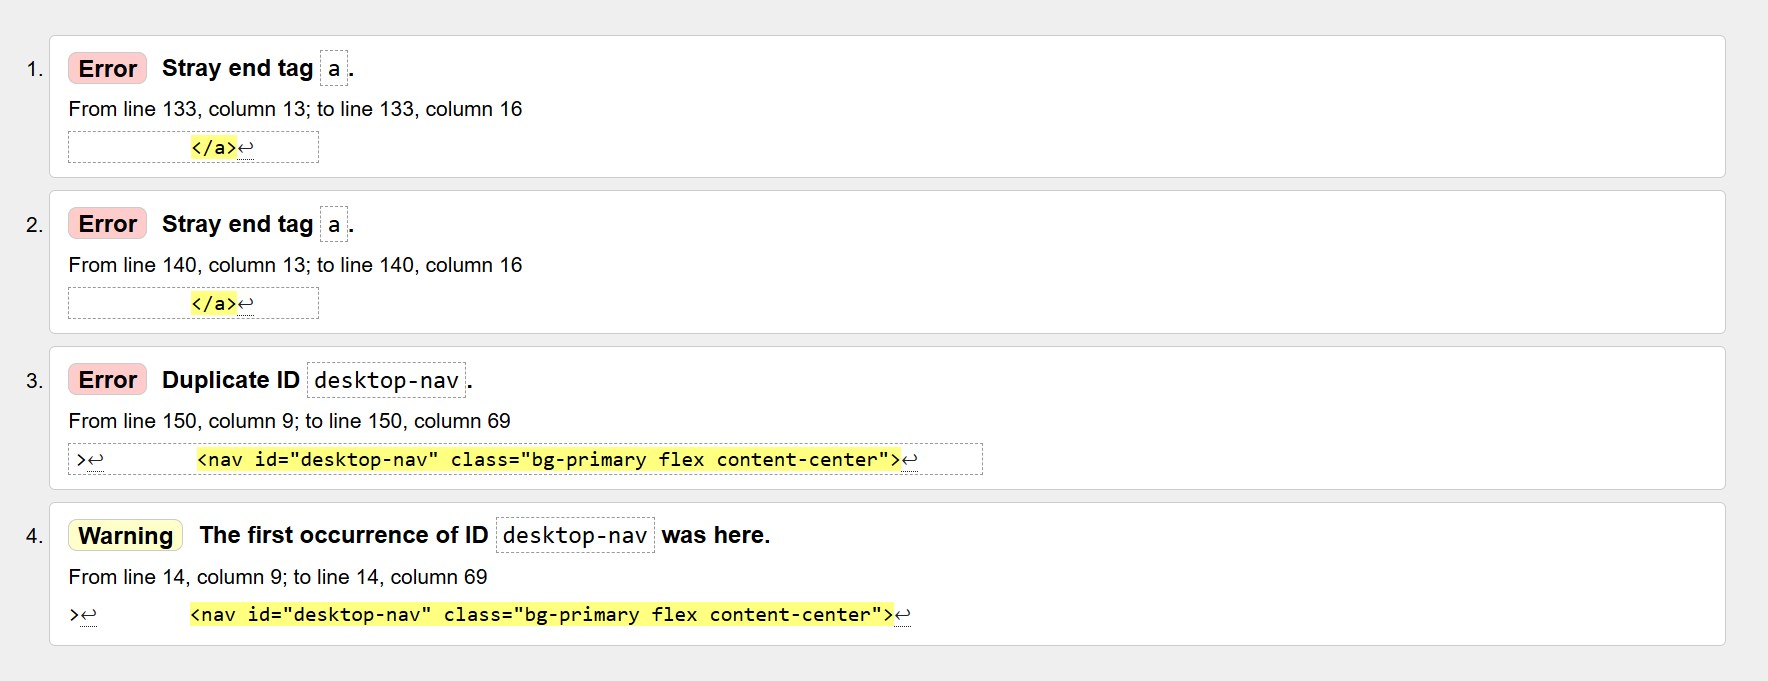 1. Error Stray end tag a.
From line 133, column 13; to line 133, column 16
</a>↩
2. Error Stray end tag a.
From line 140, column 13; to line 140, column 16
</a>↩
3. Error Duplicate ID desktop-nav.
From line 150, column 9; to line 150, column 69
>↩ <nav id="desktop-nav" class="bg-primary flex content-center">↩
4. Warning The first occurrence of ID desktop-nav was here.
From line 14, column 9; to line 14, column 69
>↩ <nav id="desktop-nav" class="bg-primary flex content-center">↩